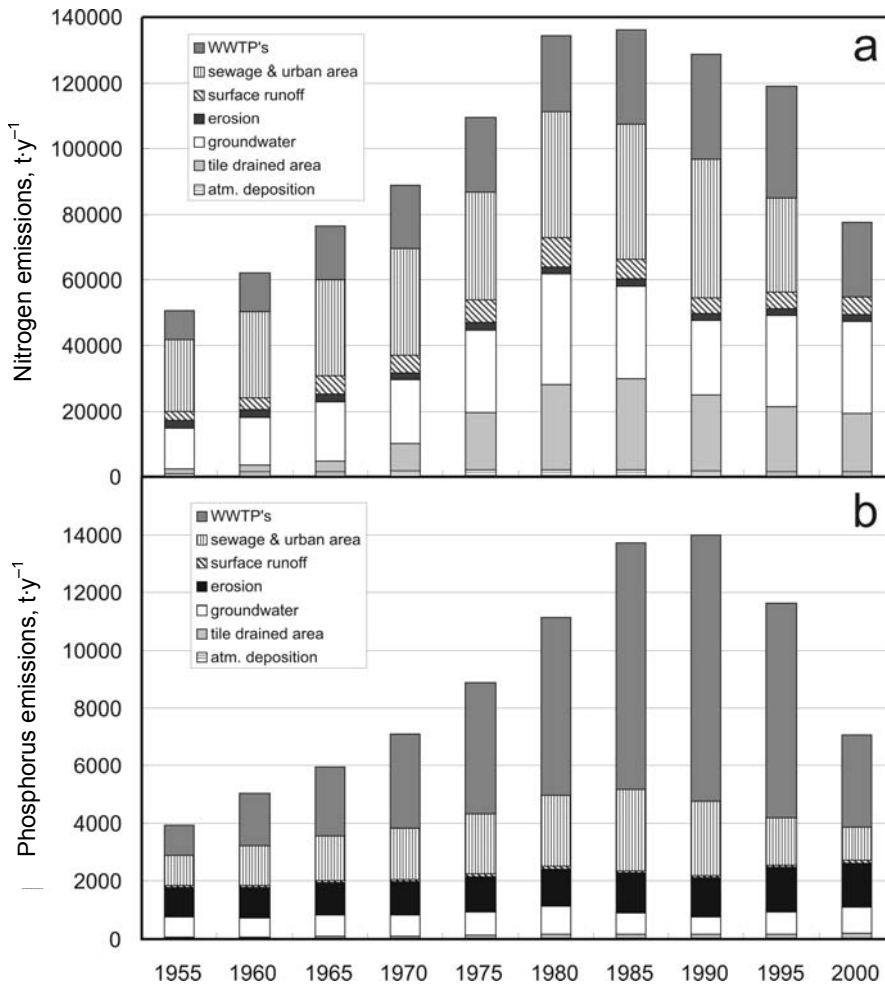 140000
120000
100000
80000
60000
40000
20000
0
Nitrogen emissions, t·y⁻¹
a
WWTP's
sewage & urban area
surface runoff
erosion
groundwater
tile drained area
atm. deposition
14000
12000
10000
8000
6000
4000
2000
0
Phosphorus emissions, t·y⁻¹
b
WWTP's
sewage & urban area
surface runoff
erosion
groundwater
tile drained area
atm. deposition
1955 1960 1965 1970 1975 1980 1985 1990 1995 2000